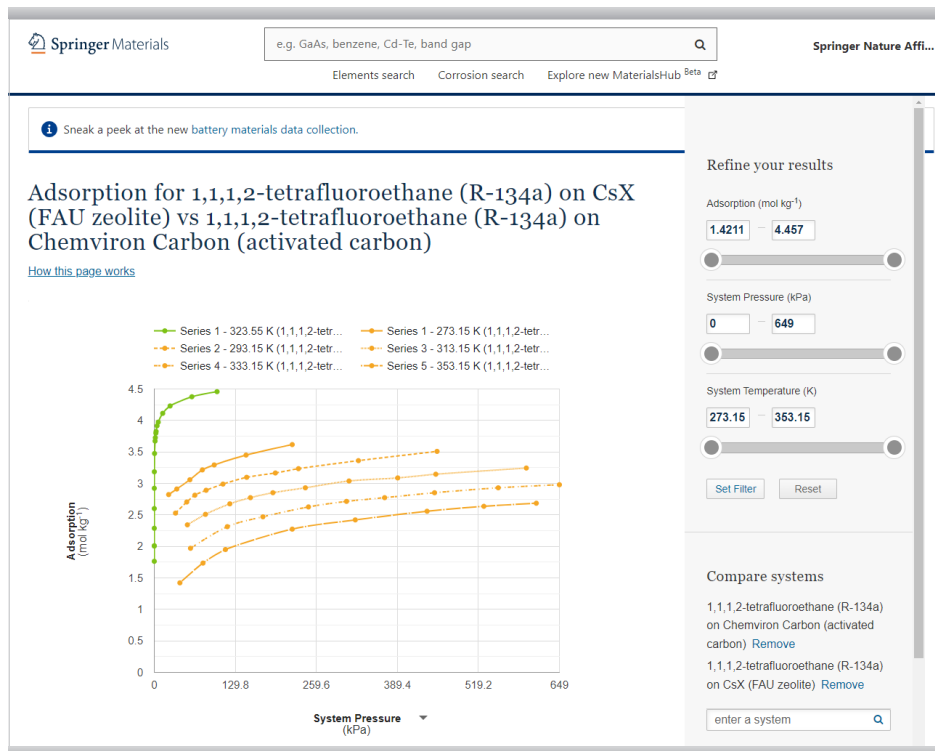 Springer Materials
e.g. GaAs, benzene, Cd-Te, band gap
Springer Nature Affi...
Elements search Corrosion search Explore new MaterialsHub Beta
Sneak a peek at the new battery materials data collection.
Adsorption for 1,1,1,2-tetrafluoroethane (R-134a) on CsX
(FAU zeolite) vs 1,1,1,2-tetrafluoroethane (R-134a) on
Chemviron Carbon (activated carbon)
How this page works
Series 1 - 323.55 K (1,1,1,2-tetr... Series 1 - 273.15 K (1,1,1,2-tetr...
Series 2 - 293.15 K (1,1,1,2-tetr... Series 3 - 313.15 K (1,1,1,2-tetr...
Series 4 - 333.15 K (1,1,1,2-tetr... Series 5 - 353.15 K (1,1,1,2-tetr...
4.5
4
3.5
3
2.5
2
1.5
1
0.5
0
Adsorption
(mol kg⁻¹)
0 129.8 259.6 389.4 519.2 649
System Pressure
(kPa)
Refine your results
Adsorption (mol kg⁻¹)
1.4211 — 4.457
System Pressure (kPa)
0 — 649
System Temperature (K)
273.15 — 353.15
Set Filter Reset
Compare systems
1,1,1,2-tetrafluoroethane (R-134a)
on Chemviron Carbon (activated
carbon) Remove
1,1,1,2-tetrafluoroethane (R-134a)
on CsX (FAU zeolite) Remove
enter a system